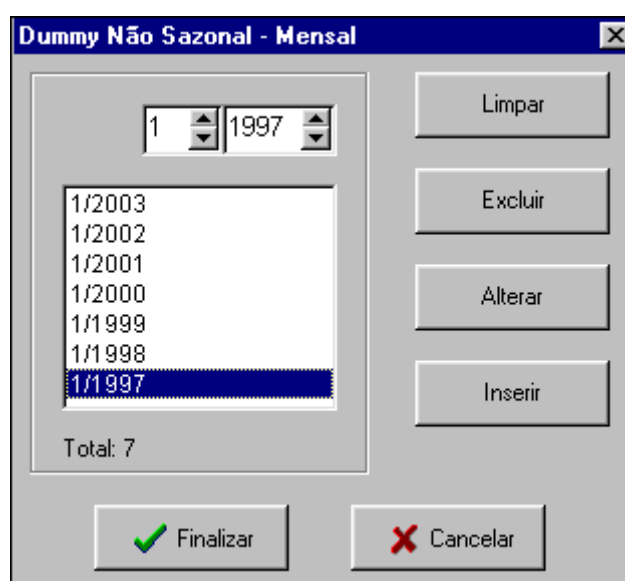 Dummy Não Sazonal - Mensal
1 1997
Limpar
1/2003
1/2002
1/2001
1/2000
1/1999
1/1998
1/1997
Excluir
Alterar
Inserir
Total: 7
Finalizar
Cancelar